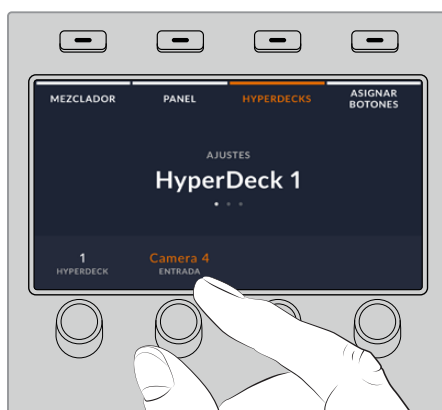 MEZCLADOR PANEL HYPERDECKS ASIGNAR BOTONES
AJUSTES
HyperDeck 1
1 Camera 4
HYPERDECK ENTRADA